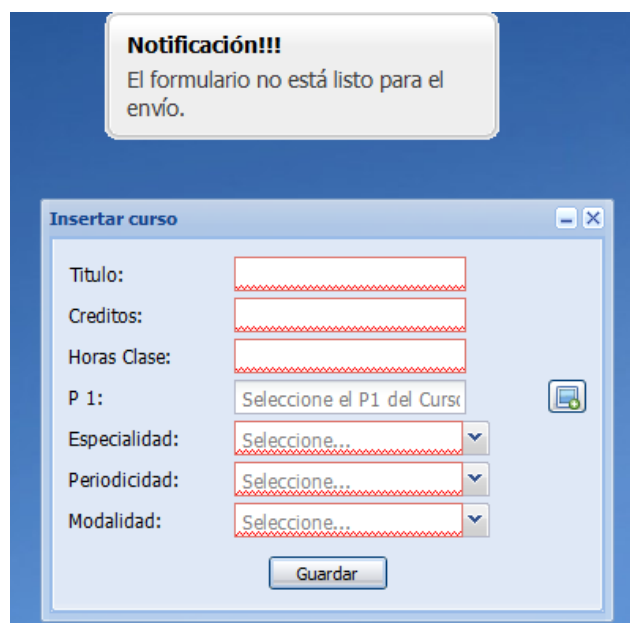 Notificación!!!
El formulario no está listo para el
envío.
Insertar curso
Titulo:
Creditos:
Horas Clase:
P 1: Seleccione el P1 del Curso
Especialidad: Seleccione...
Periodicidad: Seleccione...
Modalidad: Seleccione...
Guardar